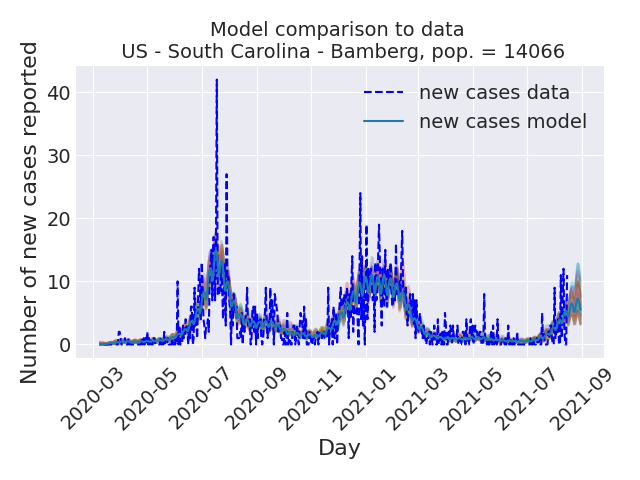 Model comparison to data
US - South Carolina - Bamberg, pop. = 14066
Number of new cases reported
40
30
20
10
0
new cases data
new cases model
2020-03
2020-05
2020-07
2020-09
2020-11
2021-01
2021-03
2021-05
2021-07
2021-09
Day